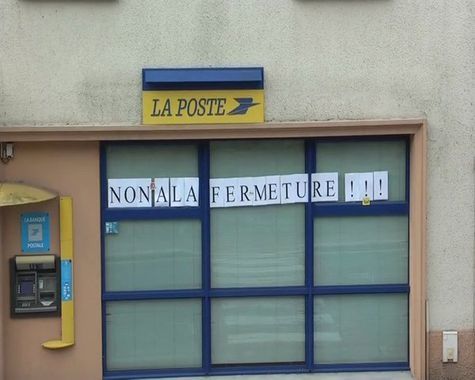 LA POSTE
NON A LA FERMETURE !!!
LA BANQUE
POSTALE